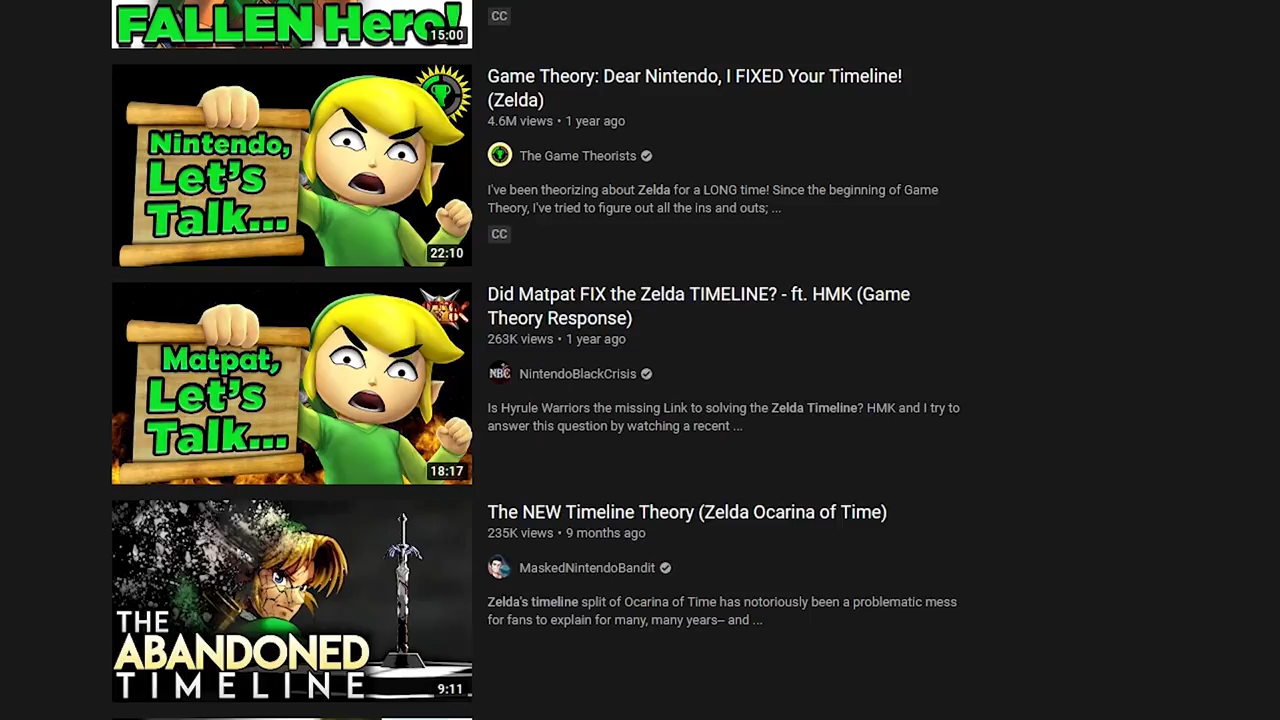 FALLEN Hero!
15:00
CC
Nintendo,
Let's
Talk...
22:10
Game Theory: Dear Nintendo, I FIXED Your Timeline!
(Zelda)
4.6M views • 1 year ago
The Game Theorists
I've been theorizing about Zelda for a LONG time! Since the beginning of Game
Theory, I've tried to figure out all the ins and outs; ...
CC
Matpat,
Let's
Talk...
18:17
Did Matpat FIX the Zelda TIMELINE? - ft. HMK (Game
Theory Response)
263K views • 1 year ago
NBC
NintendoBlackCrisis
Is Hyrule Warriors the missing Link to solving the Zelda Timeline? HMK and I try to
answer this question by watching a recent ...
THE
ABANDONED
TIMELINE
9:11
The NEW Timeline Theory (Zelda Ocarina of Time)
235K views • 9 months ago
MaskedNintendoBandit
Zelda's timeline split of Ocarina of Time has notoriously been a problematic mess
for fans to explain for many, many years– and ...